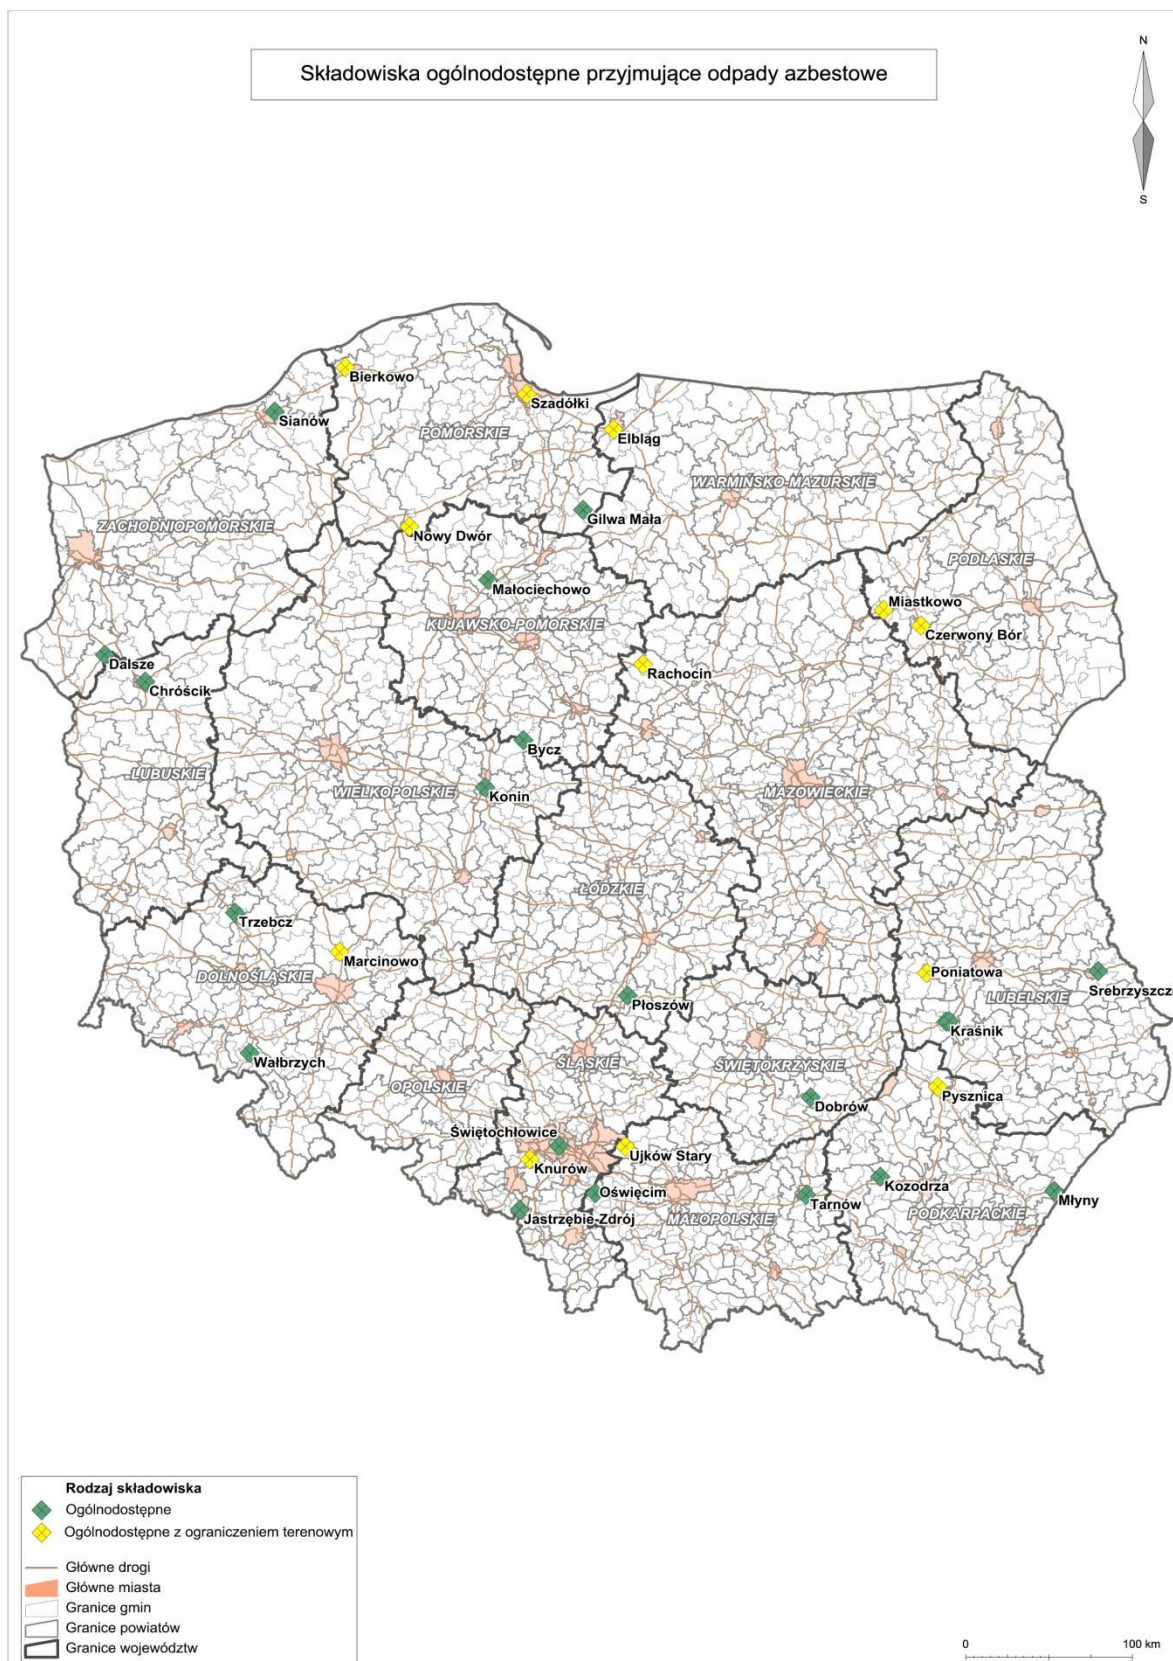 Składowiska ogólnodostępne przyjmujące odpady azbestowe
N
S
Bierkowo
Szadółki
Sianów
POMORSKIE
Elbląg
WARMIŃSKO-MAZURSKIE
Gilwa Mała
ZACHODNIOPOMORSKIE
Nowy Dwór
PODLASKIE
Małociechowo
Miastkowo
KUJAWSKO-POMORSKIE
Czerwony Bór
Dalsze
Rachocin
Chróścik
Bycz
LUBUSKIE
WIELKOPOLSKIE
Konin
MAZOWIECKIE
ŁÓDZKIE
Trzebcz
Marcinowo
DOLNOŚLĄSKIE
Poniatowa
Srebrzyszcze
LUBELSKIE
Płoszów
Kraśnik
Wałbrzych
ŚLĄSKIE
ŚWIĘTOKRZYSKIE
OPOLSKIE
Pysznica
Dobrów
Świętochłowice
Ujków Stary
Knurów
Kozodrza
Oświęcim
Tarnów
Młyny
Jastrzębie-Zdrój
MAŁOPOLSKIE
PODKARPACKIE
Rodzaj składowiska
Ogólnodostępne
Ogólnodostępne z ograniczeniem terenowym
Główne drogi
Główne miasta
Granice gmin
Granice powiatów
Granice województw
0 100 km